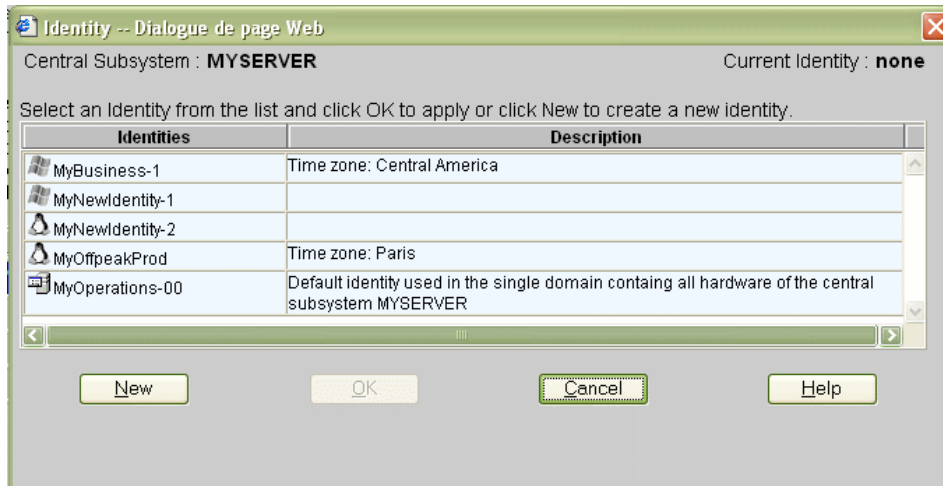 Identity -- Dialogue de page Web
Central Subsystem : MYSERVER
Current Identity : none
Select an Identity from the list and click OK to apply or click New to create a new identity.
Identities
Description
MyBusiness-1
Time zone: Central America
MyNewIdentity-1
MyNewIdentity-2
MyOffpeakProd
Time zone: Paris
MyOperations-00
Default identity used in the single domain containg all hardware of the central
subsystem MYSERVER
New
OK
Cancel
Help